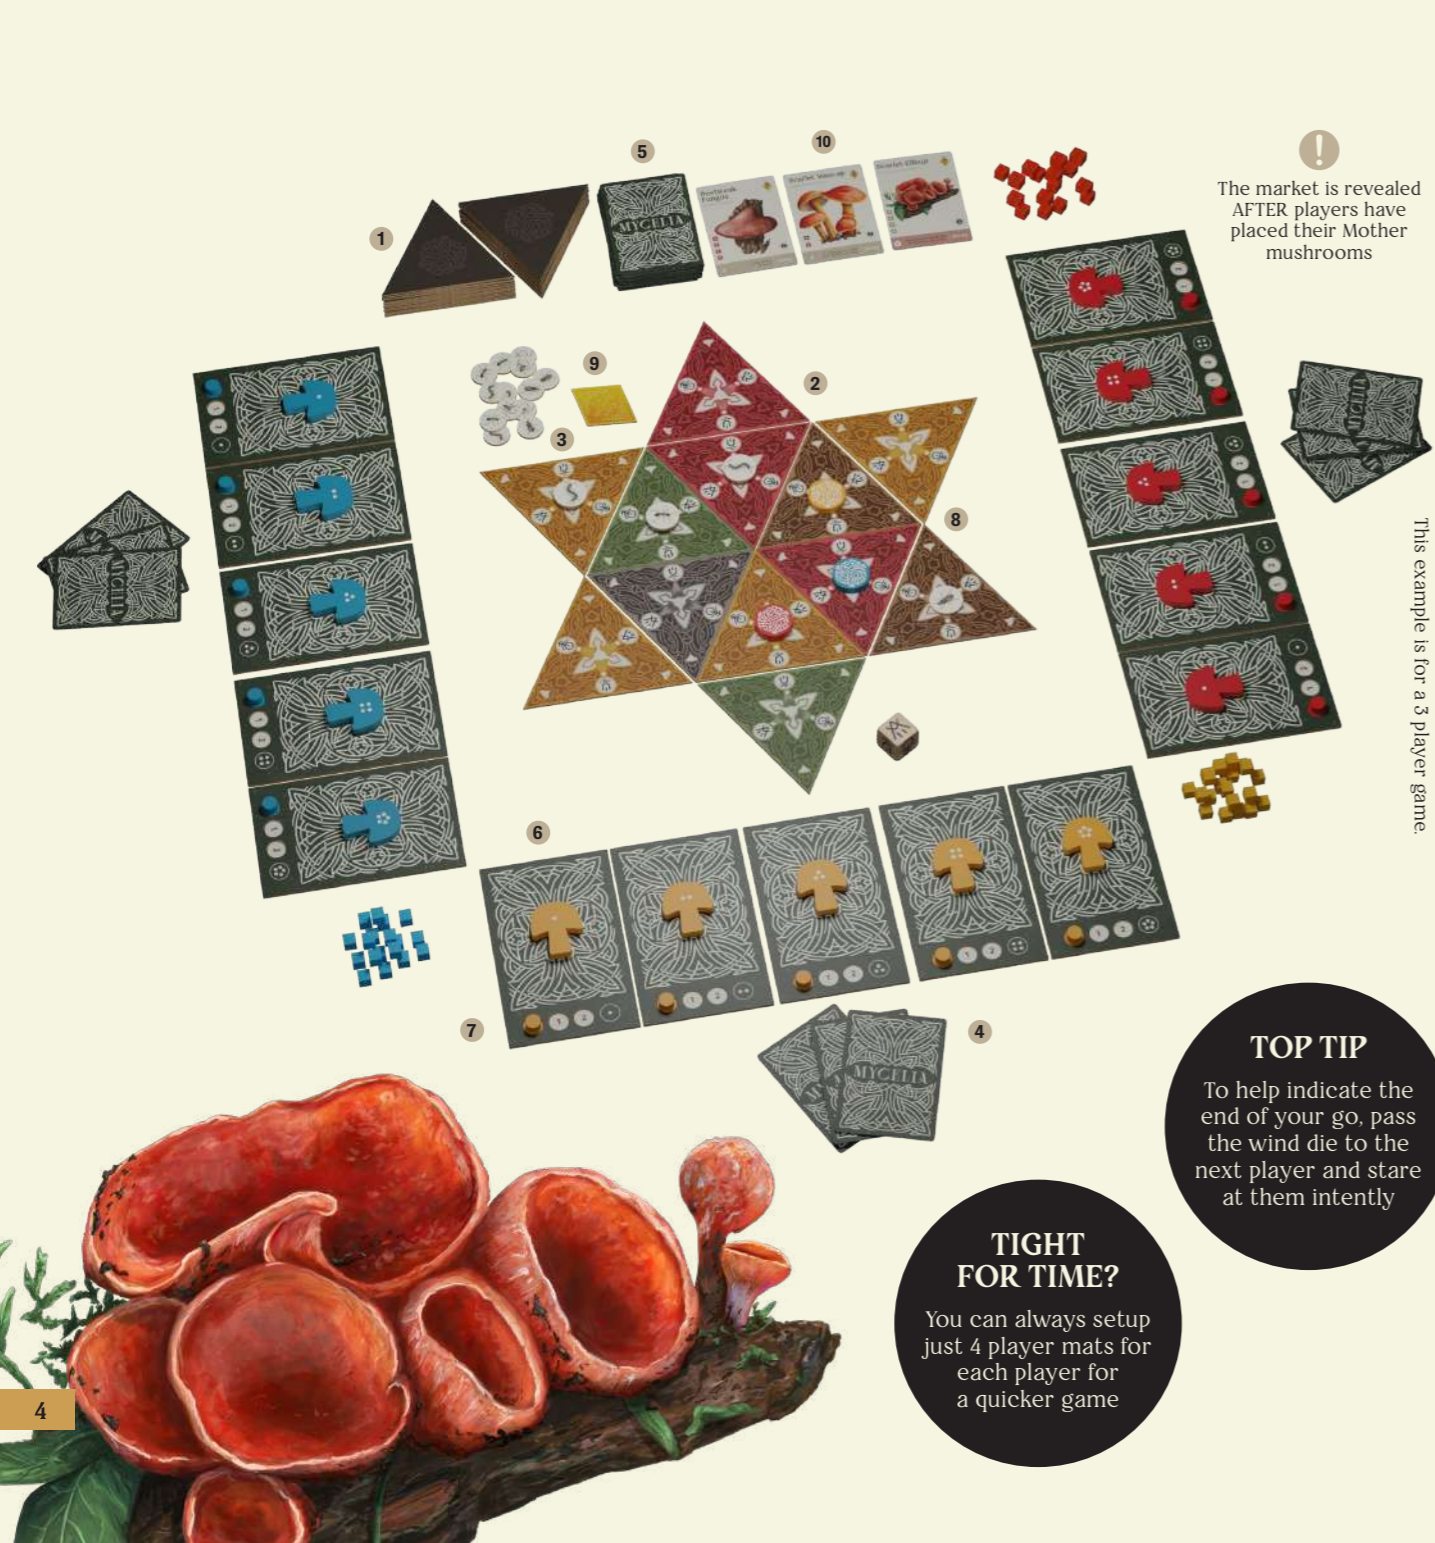 5
10
!
The market is revealed
AFTER players have
placed their Mother
mushrooms
1
MYCELIA
9
2
3
8
This example is for a 3 player game.
6
7
4
MYCELIA
TOP TIP
To help indicate the
end of your go, pass
the wind die to the
next player and stare
at them intently
TIGHT
FOR TIME?
You can always setup
just 4 player mats for
each player for
a quicker game
4